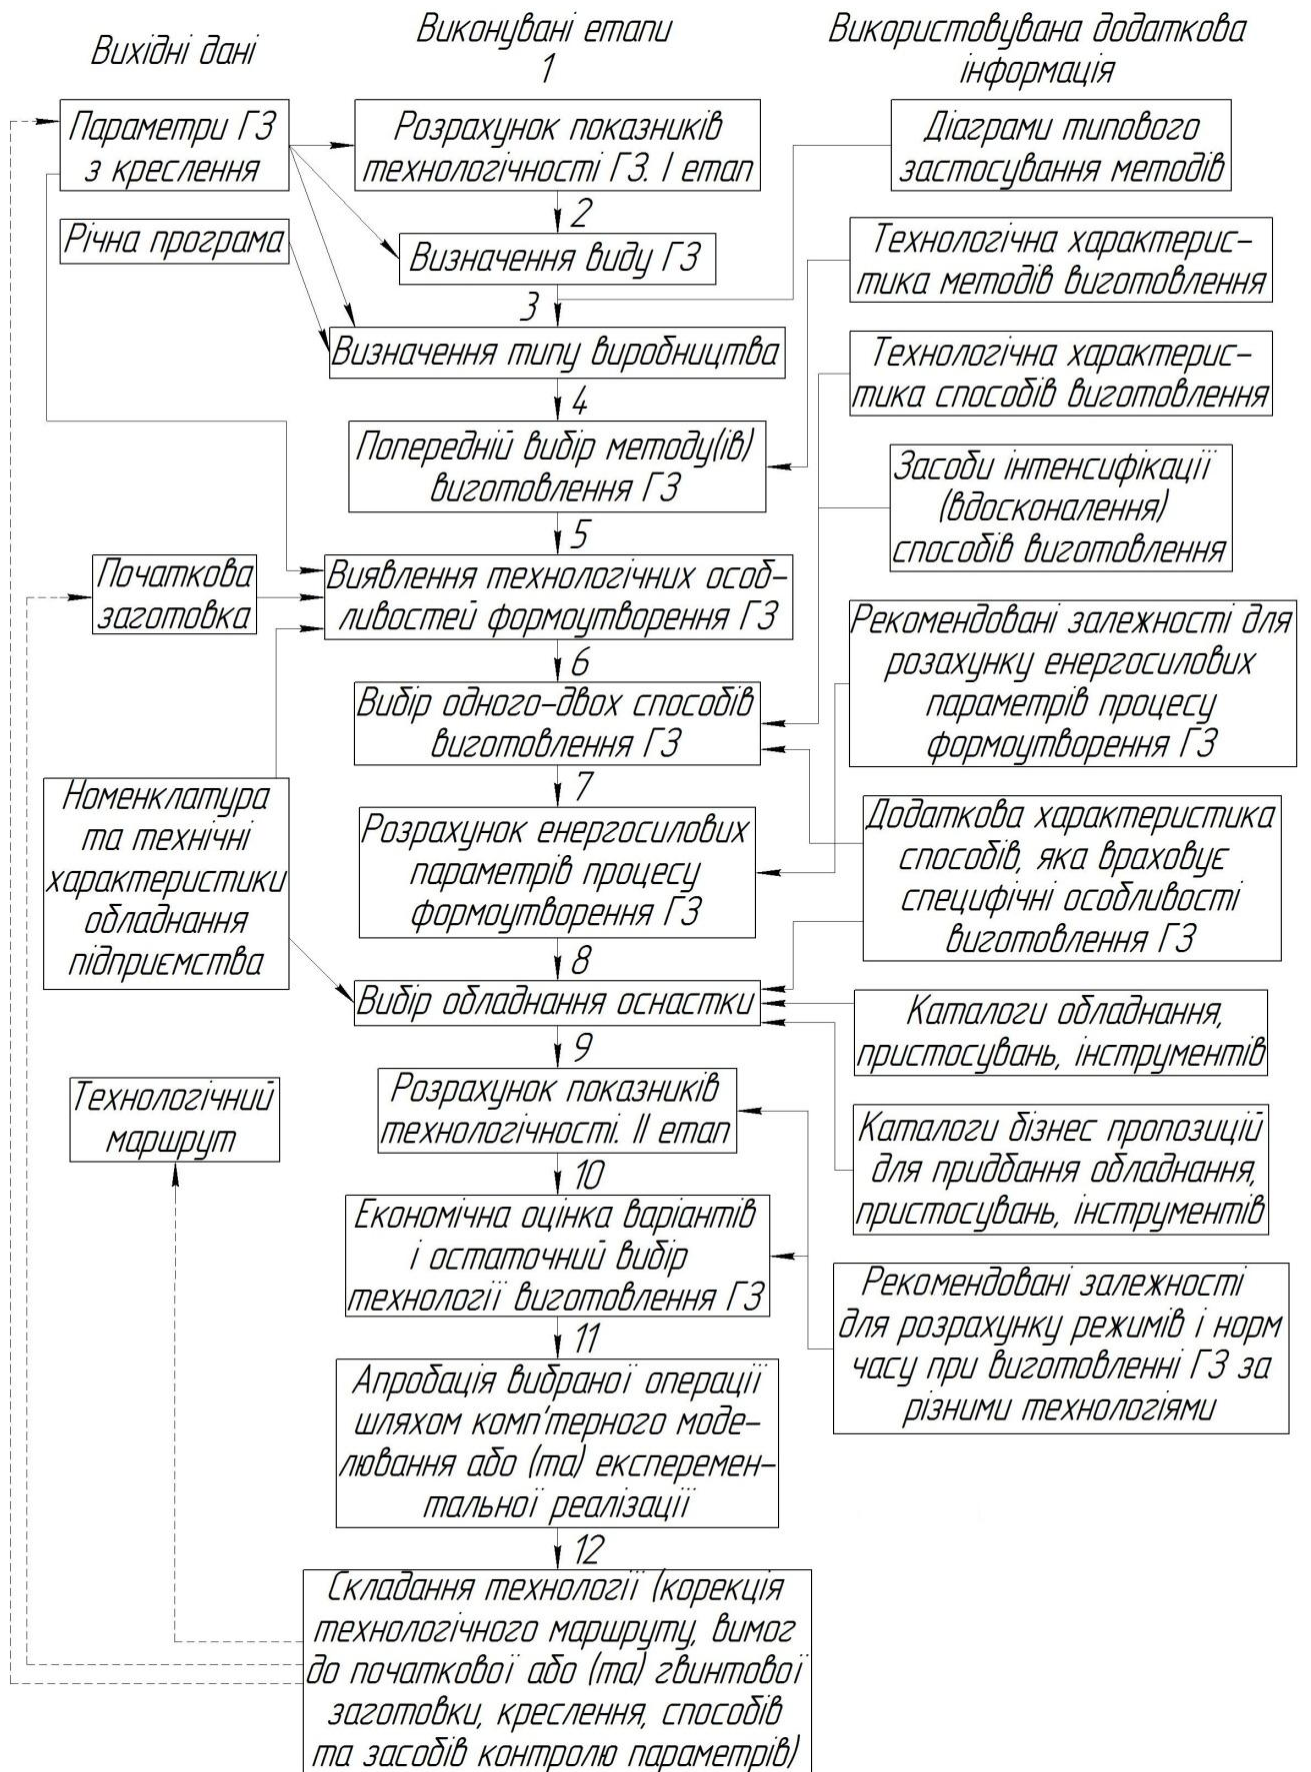 Вихідні дані
Виконувані етапи
1
Використовувана додаткова
інформація
Параметри ГЗ
з креслення
Розрахунок показників
технологічності ГЗ. І етап
Діаграми типового
застосування методів
2
Річна програма
Визначення виду ГЗ
Технологічна характерис-
тика методів виготовлення
3
Визначення типу виробництва
Технологічна характерис-
тика способів виготовлення
4
Попередній вибір методу(ів)
виготовлення ГЗ
Засоби інтенсифікації
(вдосконалення)
способів виготовлення
5
Початкова
заготовка
Виявлення технологічних особ-
ливостей формоутворення ГЗ
Рекомендовані залежності для
розахунку енергосилових
параметрів процесу
формоутворення ГЗ
6
Вибір одного-двох способів
виготовлення ГЗ
7
Номенклатура
та технічні
характеристики
обладнання
підприємства
Розрахунок енергосилових
параметрів процесу
формоутворення ГЗ
Додаткова характеристика
способів, яка враховує
специфічні особливості
виготовлення ГЗ
8
Вибір обладнання оснастки
Каталоги обладнання,
пристосувань, інструментів
9
Технологічний
маршрут
Розрахунок показників
технологічності. ІІ етап
Каталоги бізнес пропозицій
для придбання обладнання,
пристосувань, інструментів
10
Економічна оцінка варіантів
і остаточний вибір
технології виготовлення ГЗ
Рекомендовані залежності
для розрахунку режимів і норм
часу при виготовленні ГЗ за
різними технологіями
11
Апробація вибраної операції
шляхом комп'терного моде-
лювання або (та) експеремен-
тальної реалізації
12
Складання технології (корекція
технологічного маршруту, вимог
до початкової або (та) гвинтової
заготовки, креслення, способів
та засобів контролю параметрів)